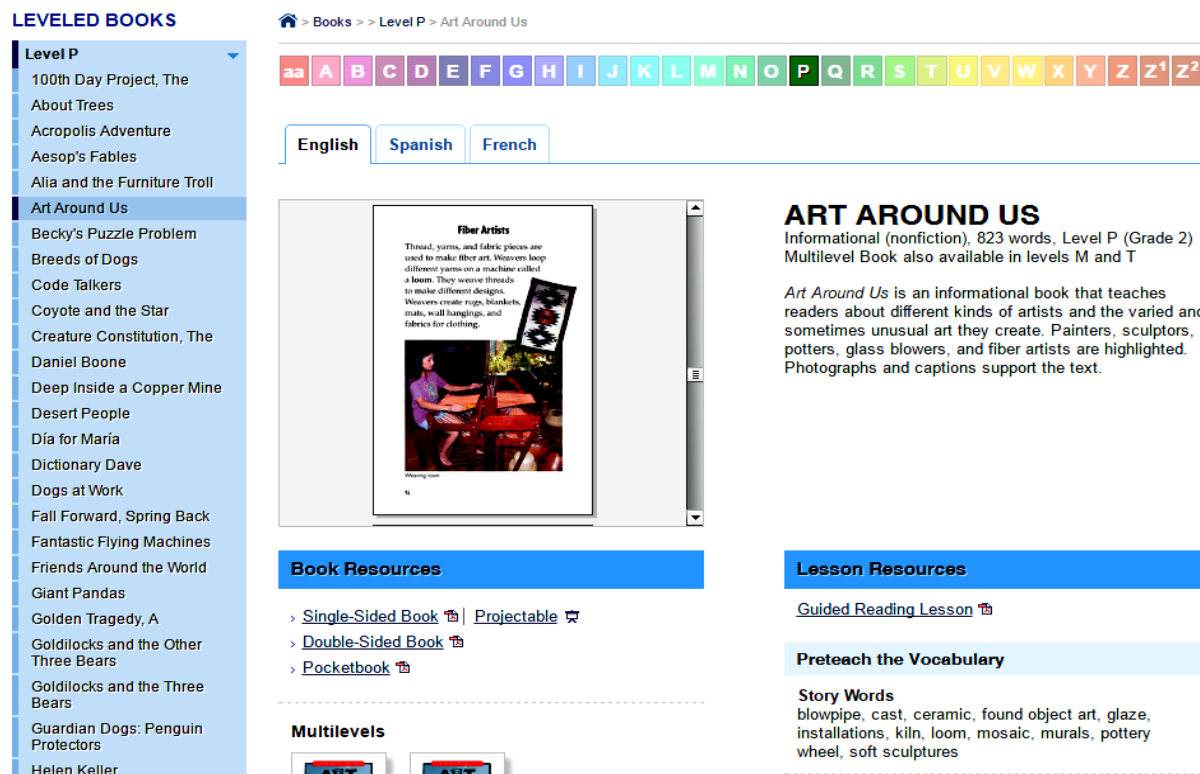 LEVELED BOOKS
Level P
100th Day Project, The
About Trees
Acropolis Adventure
Aesop's Fables
Alia and the Furniture Troll
Art Around Us
Becky's Puzzle Problem
Breeds of Dogs
Code Talkers
Coyote and the Star
Creature Constitution, The
Daniel Boone
Deep Inside a Copper Mine
Desert People
Día for María
Dictionary Dave
Dogs at Work
Fall Forward, Spring Back
Fantastic Flying Machines
Friends Around the World
Giant Pandas
Golden Tragedy, A
Goldilocks and the Other
Three Bears
Goldilocks and the Three
Bears
Guardian Dogs: Penguin
Protectors
Helen Keller
> Books > > Level P > Art Around Us
aa A B C D E F G H I J K L M N O P Q R S T U V W X Y Z Z¹ Z²
English Spanish French
Fiber Artists
Thread, yarns, and fabric pieces are
used to make fiber art. Weavers loop
different yarns on a machine called
a loom. They weave threads
to make different designs.
Weavers create rugs, blankets,
mats, wall hangings, and
fabrics for clothing.
Weaving loom
ART AROUND US
Informational (nonfiction), 823 words, Level P (Grade 2)
Multilevel Book also available in levels M and T
Art Around Us is an informational book that teaches
readers about different kinds of artists and the varied and
sometimes unusual art they create. Painters, sculptors,
potters, glass blowers, and fiber artists are highlighted.
Photographs and captions support the text.
Book Resources
› Single-Sided Book | Projectable
› Double-Sided Book
› Pocketbook
Multilevels
ART ART
Lesson Resources
Guided Reading Lesson
Preteach the Vocabulary
Story Words
blowpipe, cast, ceramic, found object art, glaze,
installations, kiln, loom, mosaic, murals, pottery
wheel, soft sculptures